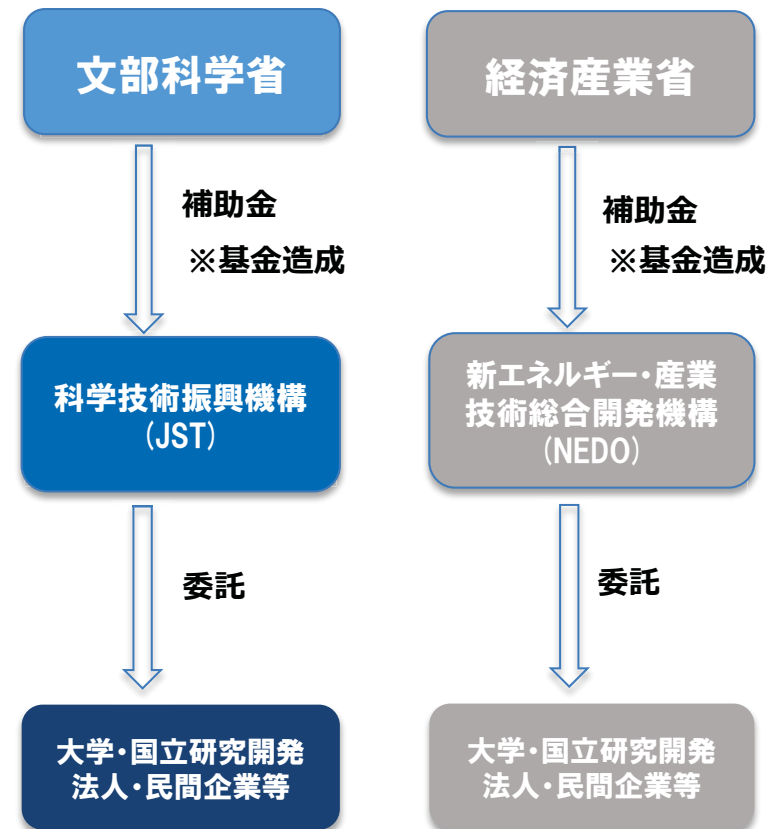 文部科学省
補助金
※基金造成
科学技術振興機構
(JST)
委託
大学・国立研究開発
法人・民間企業等
経済産業省
補助金
※基金造成
新エネルギー・産業
技術総合開発機構
(NEDO)
委託
大学・国立研究開発
法人・民間企業等